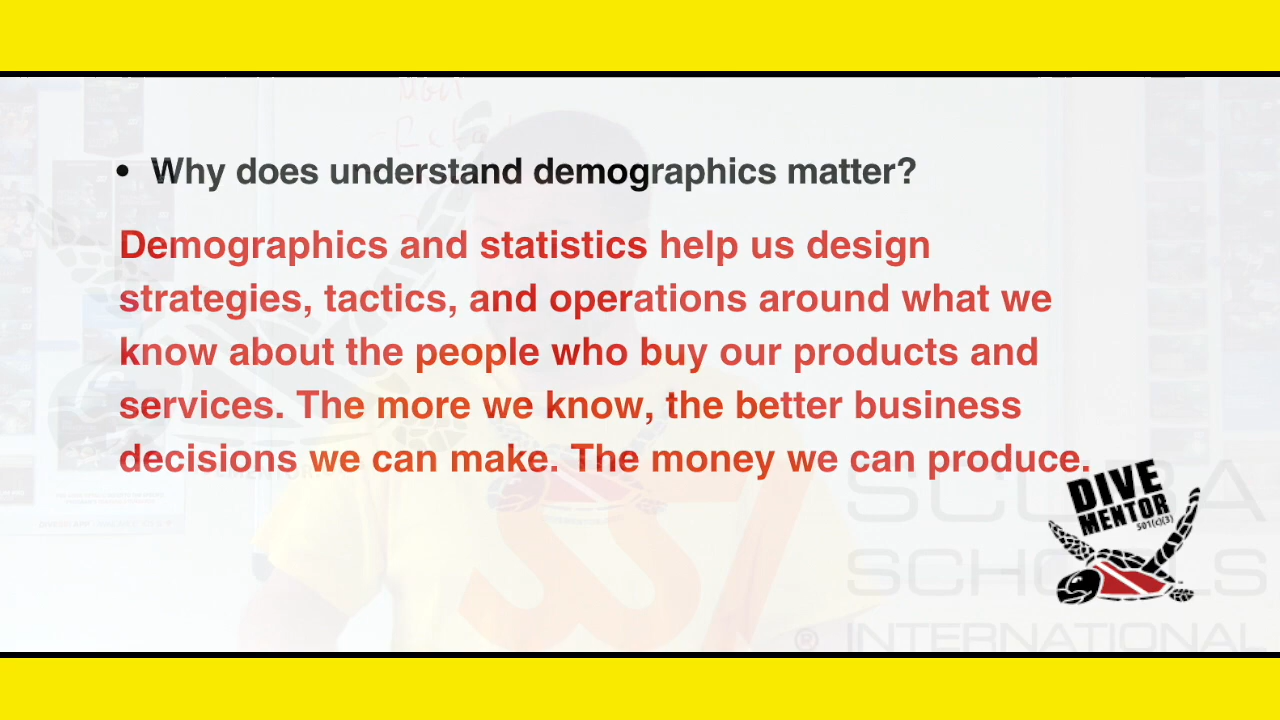 • Why does understand demographics matter?
Demographics and statistics help us design
strategies, tactics, and operations around what we
know about the people who buy our products and
services. The more we know, the better business
decisions we can make. The money we can produce.
DIVE
MENTOR
501(c)(3)
SSI
SCUBA
SCHOOLS
® INTERNATIONAL